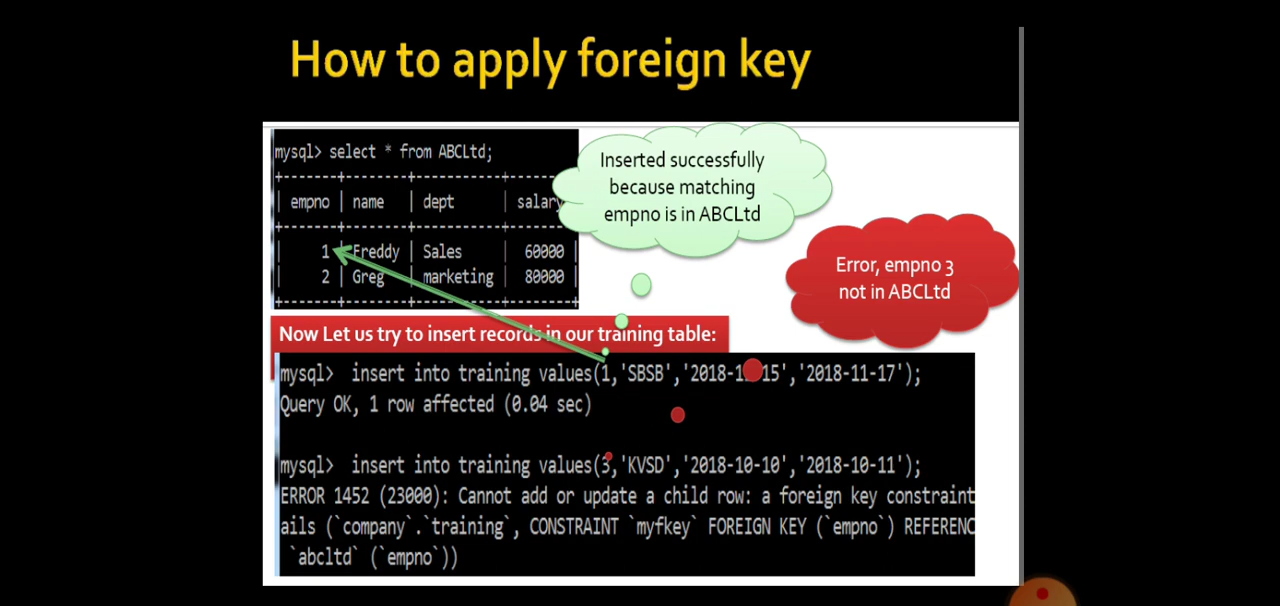 How to apply foreign key
mysql> select * from ABCLtd;
+-------+--------+-----------+-----
| empno | name | dept | salary
+-------+--------+-----------+-----
| 1 | Freddy | Sales | 60000 |
| 2 | Greg | marketing | 80000 |
+-------+--------+-----------+-------+
Inserted successfully
because matching
empno is in ABCLtd
Error, empno 3
not in ABCLtd
Now Let us try to insert records in our training table:
mysql> insert into training values(1,'SBSB','2018-11-15','2018-11-17');
Query OK, 1 row affected (0.04 sec)
mysql> insert into training values(3,'KVSD','2018-10-10','2018-10-11');
ERROR 1452 (23000): Cannot add or update a child row: a foreign key constraint
ails (`company`.`training`, CONSTRAINT `myfkey` FOREIGN KEY (`empno`) REFERENC
`abcltd` (`empno`))